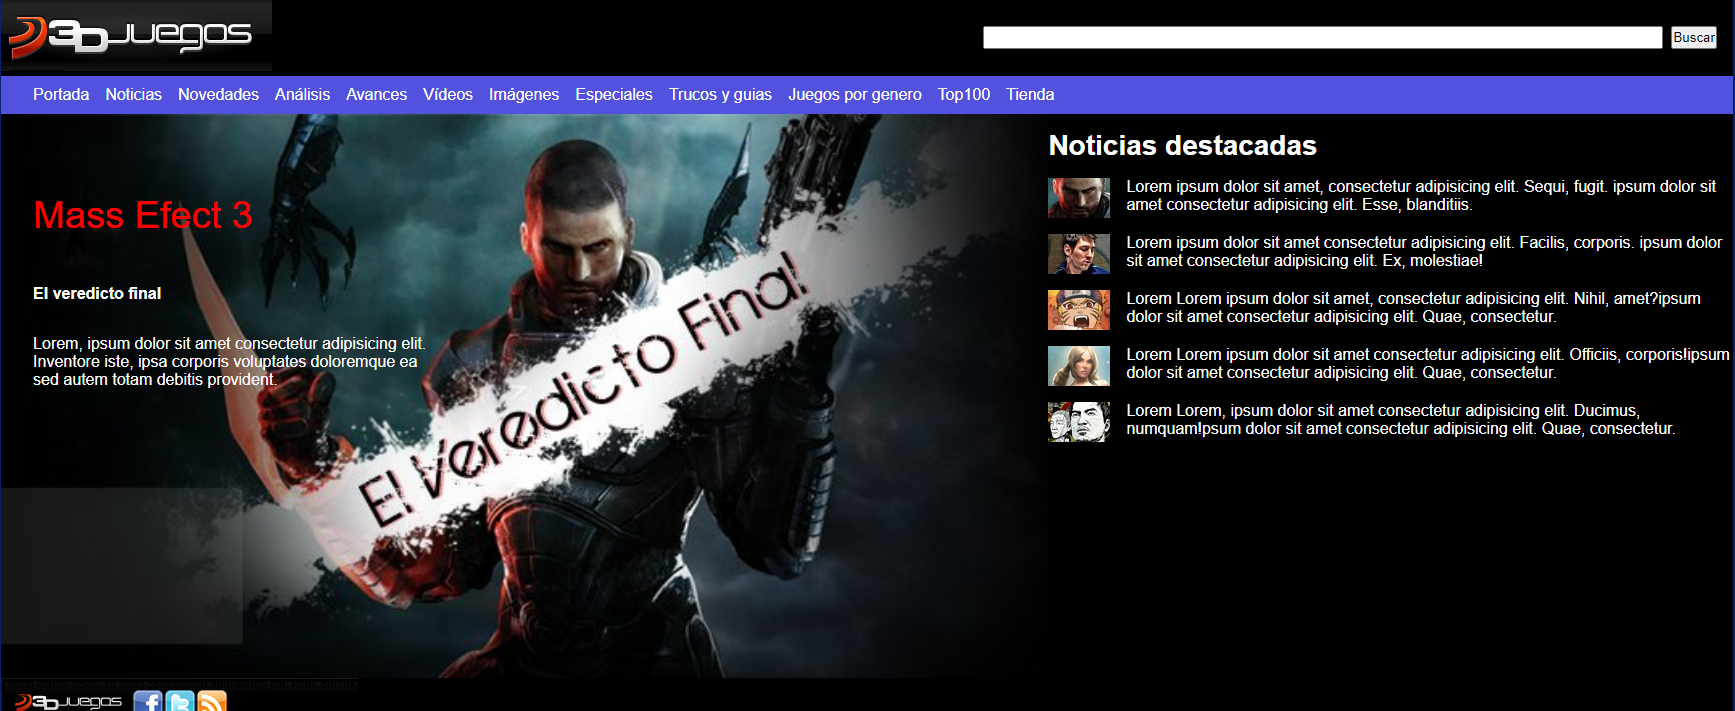 3DJUEGOS
Buscar
Portada Noticias Novedades Análisis Avances Vídeos Imágenes Especiales Trucos y guias Juegos por genero Top100 Tienda
Mass Efect 3
El veredicto final
Lorem, ipsum dolor sit amet consectetur adipisicing elit.
Inventore iste, ipsa corporis voluptates doloremque ea
sed autem totam debitis provident.
El Veredicto Final
Noticias destacadas
Lorem ipsum dolor sit amet, consectetur adipisicing elit. Sequi, fugit. ipsum dolor sit
amet consectetur adipisicing elit. Esse, blanditiis.
Lorem ipsum dolor sit amet consectetur adipisicing elit. Facilis, corporis. ipsum dolor
sit amet consectetur adipisicing elit. Ex, molestiae!
Lorem Lorem ipsum dolor sit amet, consectetur adipisicing elit. Nihil, amet?ipsum
dolor sit amet consectetur adipisicing elit. Quae, consectetur.
Lorem Lorem ipsum dolor sit amet consectetur adipisicing elit. Officiis, corporis!ipsum
dolor sit amet consectetur adipisicing elit. Quae, consectetur.
Lorem Lorem, ipsum dolor sit amet consectetur adipisicing elit. Ducimus,
numquam!psum dolor sit amet consectetur adipisicing elit. Quae, consectetur.
3DJUEGOS